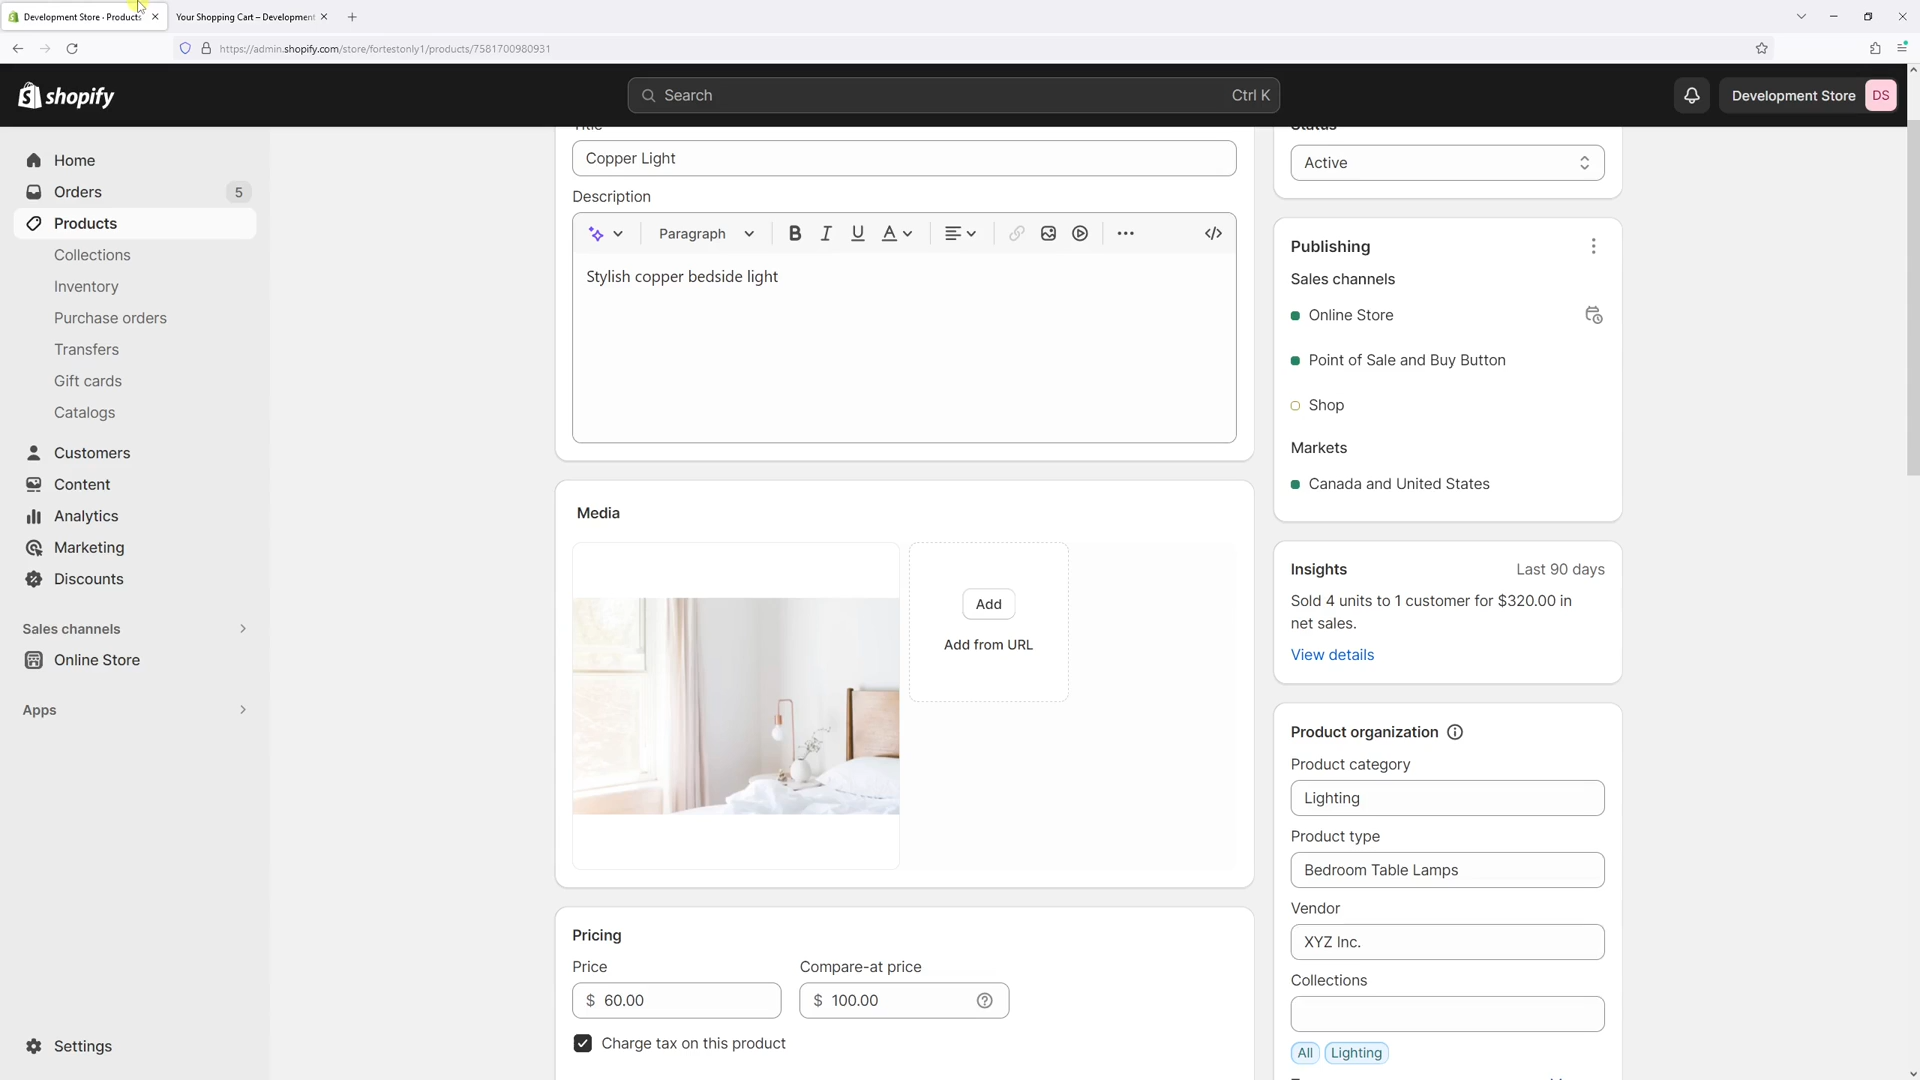 Development Store · Products
Your Shopping Cart – Development
https://admin.shopify.com/store/fortestonly1/products/7581700980931
shopify
Search
Ctrl K
Development Store
DS
Home
Orders
5
Products
Collections
Inventory
Purchase orders
Transfers
Gift cards
Catalogs
Customers
Content
Analytics
Marketing
Discounts
Sales channels
Online Store
Apps
Settings
Title
Copper Light
Description
Paragraph
B
I
U
A
Stylish copper bedside light
Media
Add
Add from URL
Pricing
Price
Compare-at price
$ 60.00
$ 100.00
Charge tax on this product
Status
Active
Publishing
Sales channels
Online Store
Point of Sale and Buy Button
Shop
Markets
Canada and United States
Insights
Last 90 days
Sold 4 units to 1 customer for $320.00 in
net sales.
View details
Product organization
Product category
Lighting
Product type
Bedroom Table Lamps
Vendor
XYZ Inc.
Collections
All
Lighting